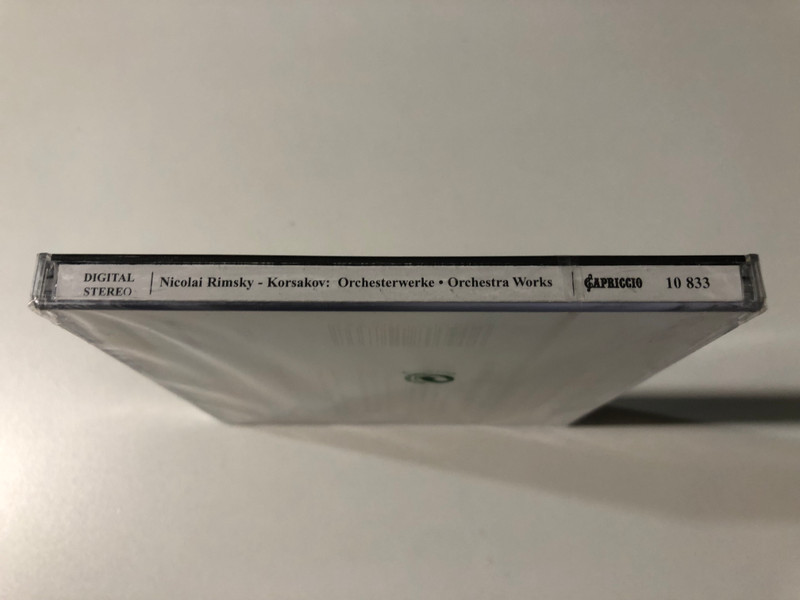 DIGITAL
STEREO
Nicolai Rimsky - Korsakov: Orchesterwerke • Orchestra Works
CAPRICCIO
10 833